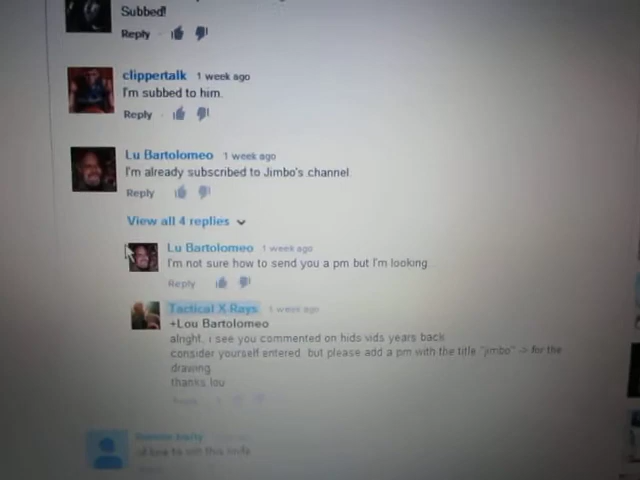 Subbed!
Reply
clippertalk 1 week ago
I'm subbed to him.
Reply
Lu Bartolomeo 1 week ago
I'm already subscribed to Jimbo's channel.
Reply
View all 4 replies
Lu Bartolomeo 1 week ago
I'm not sure how to send you a pm but I'm looking.
Reply
Tactical X Rays 1 week ago
+Lou Bartolomeo
alright, i see you commented on hids vids years back
consider yourself entered. but please add a pm with the title "jimbo" -> for the
drawing.
thanks lou
Reply